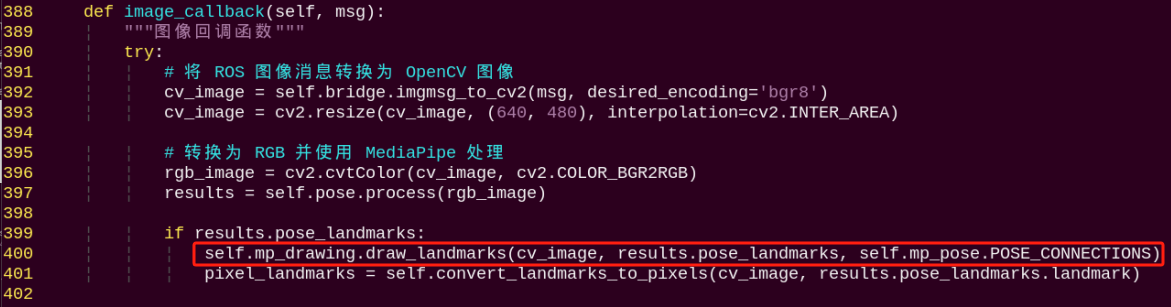 388     def image_callback(self, msg):
389         """图像回调函数"""
390         try:
391             # 将 ROS 图像消息转换为 OpenCV 图像
392             cv_image = self.bridge.imgmsg_to_cv2(msg, desired_encoding='bgr8')
393             cv_image = cv2.resize(cv_image, (640, 480), interpolation=cv2.INTER_AREA)
394
395             # 转换为 RGB 并使用 MediaPipe 处理
396             rgb_image = cv2.cvtColor(cv_image, cv2.COLOR_BGR2RGB)
397             results = self.pose.process(rgb_image)
398
399             if results.pose_landmarks:
400                 self.mp_drawing.draw_landmarks(cv_image, results.pose_landmarks, self.mp_pose.POSE_CONNECTIONS)
401                 pixel_landmarks = self.convert_landmarks_to_pixels(cv_image, results.pose_landmarks.landmark)
402